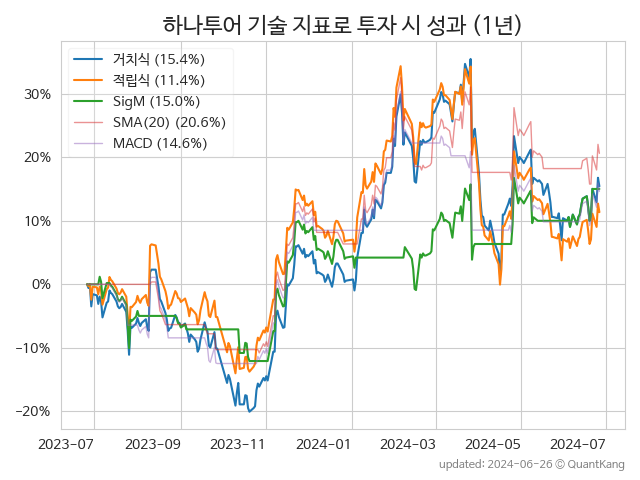 하나투어 기술 지표로 투자 시 성과 (1년)
거치식 (15.4%)
적립식 (11.4%)
SigM (15.0%)
SMA(20) (20.6%)
MACD (14.6%)
30%
20%
10%
0%
−10%
−20%
2023-07 2023-09 2023-11 2024-01 2024-03 2024-05 2024-07
updated: 2024-06-26 ⓒ QuantKang